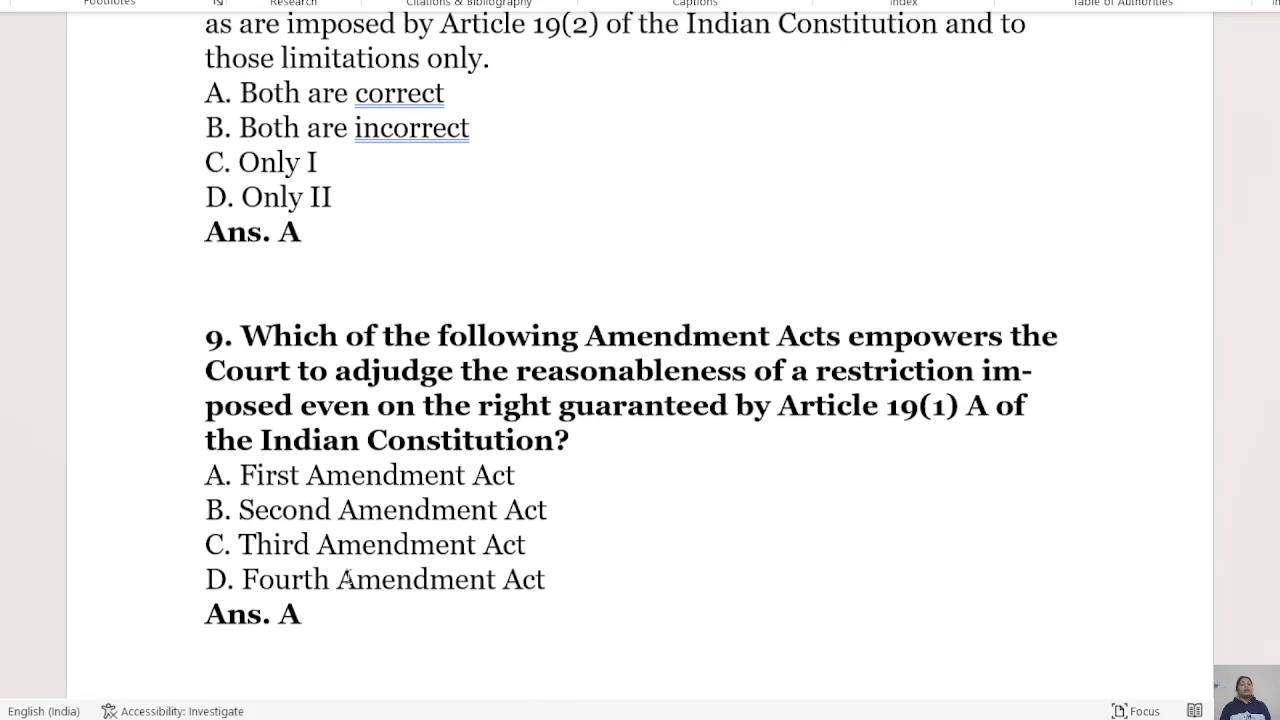 Footnotes
Research
Citations & Bibliography
Captions
Index
Table of Authorities
as are imposed by Article 19(2) of the Indian Constitution and to
those limitations only.
A. Both are correct
B. Both are incorrect
C. Only I
D. Only II
Ans. A
9. Which of the following Amendment Acts empowers the
Court to adjudge the reasonableness of a restriction im-
posed even on the right guaranteed by Article 19(1) A of
the Indian Constitution?
A. First Amendment Act
B. Second Amendment Act
C. Third Amendment Act
D. Fourth Amendment Act
Ans. A
English (India)
Accessibility: Investigate
Focus